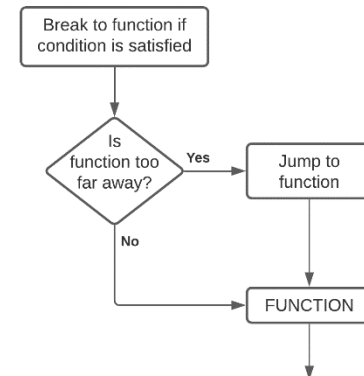 Break to function if
condition is satisfied
Is
function too
far away?
Yes
Jump to
function
No
FUNCTION